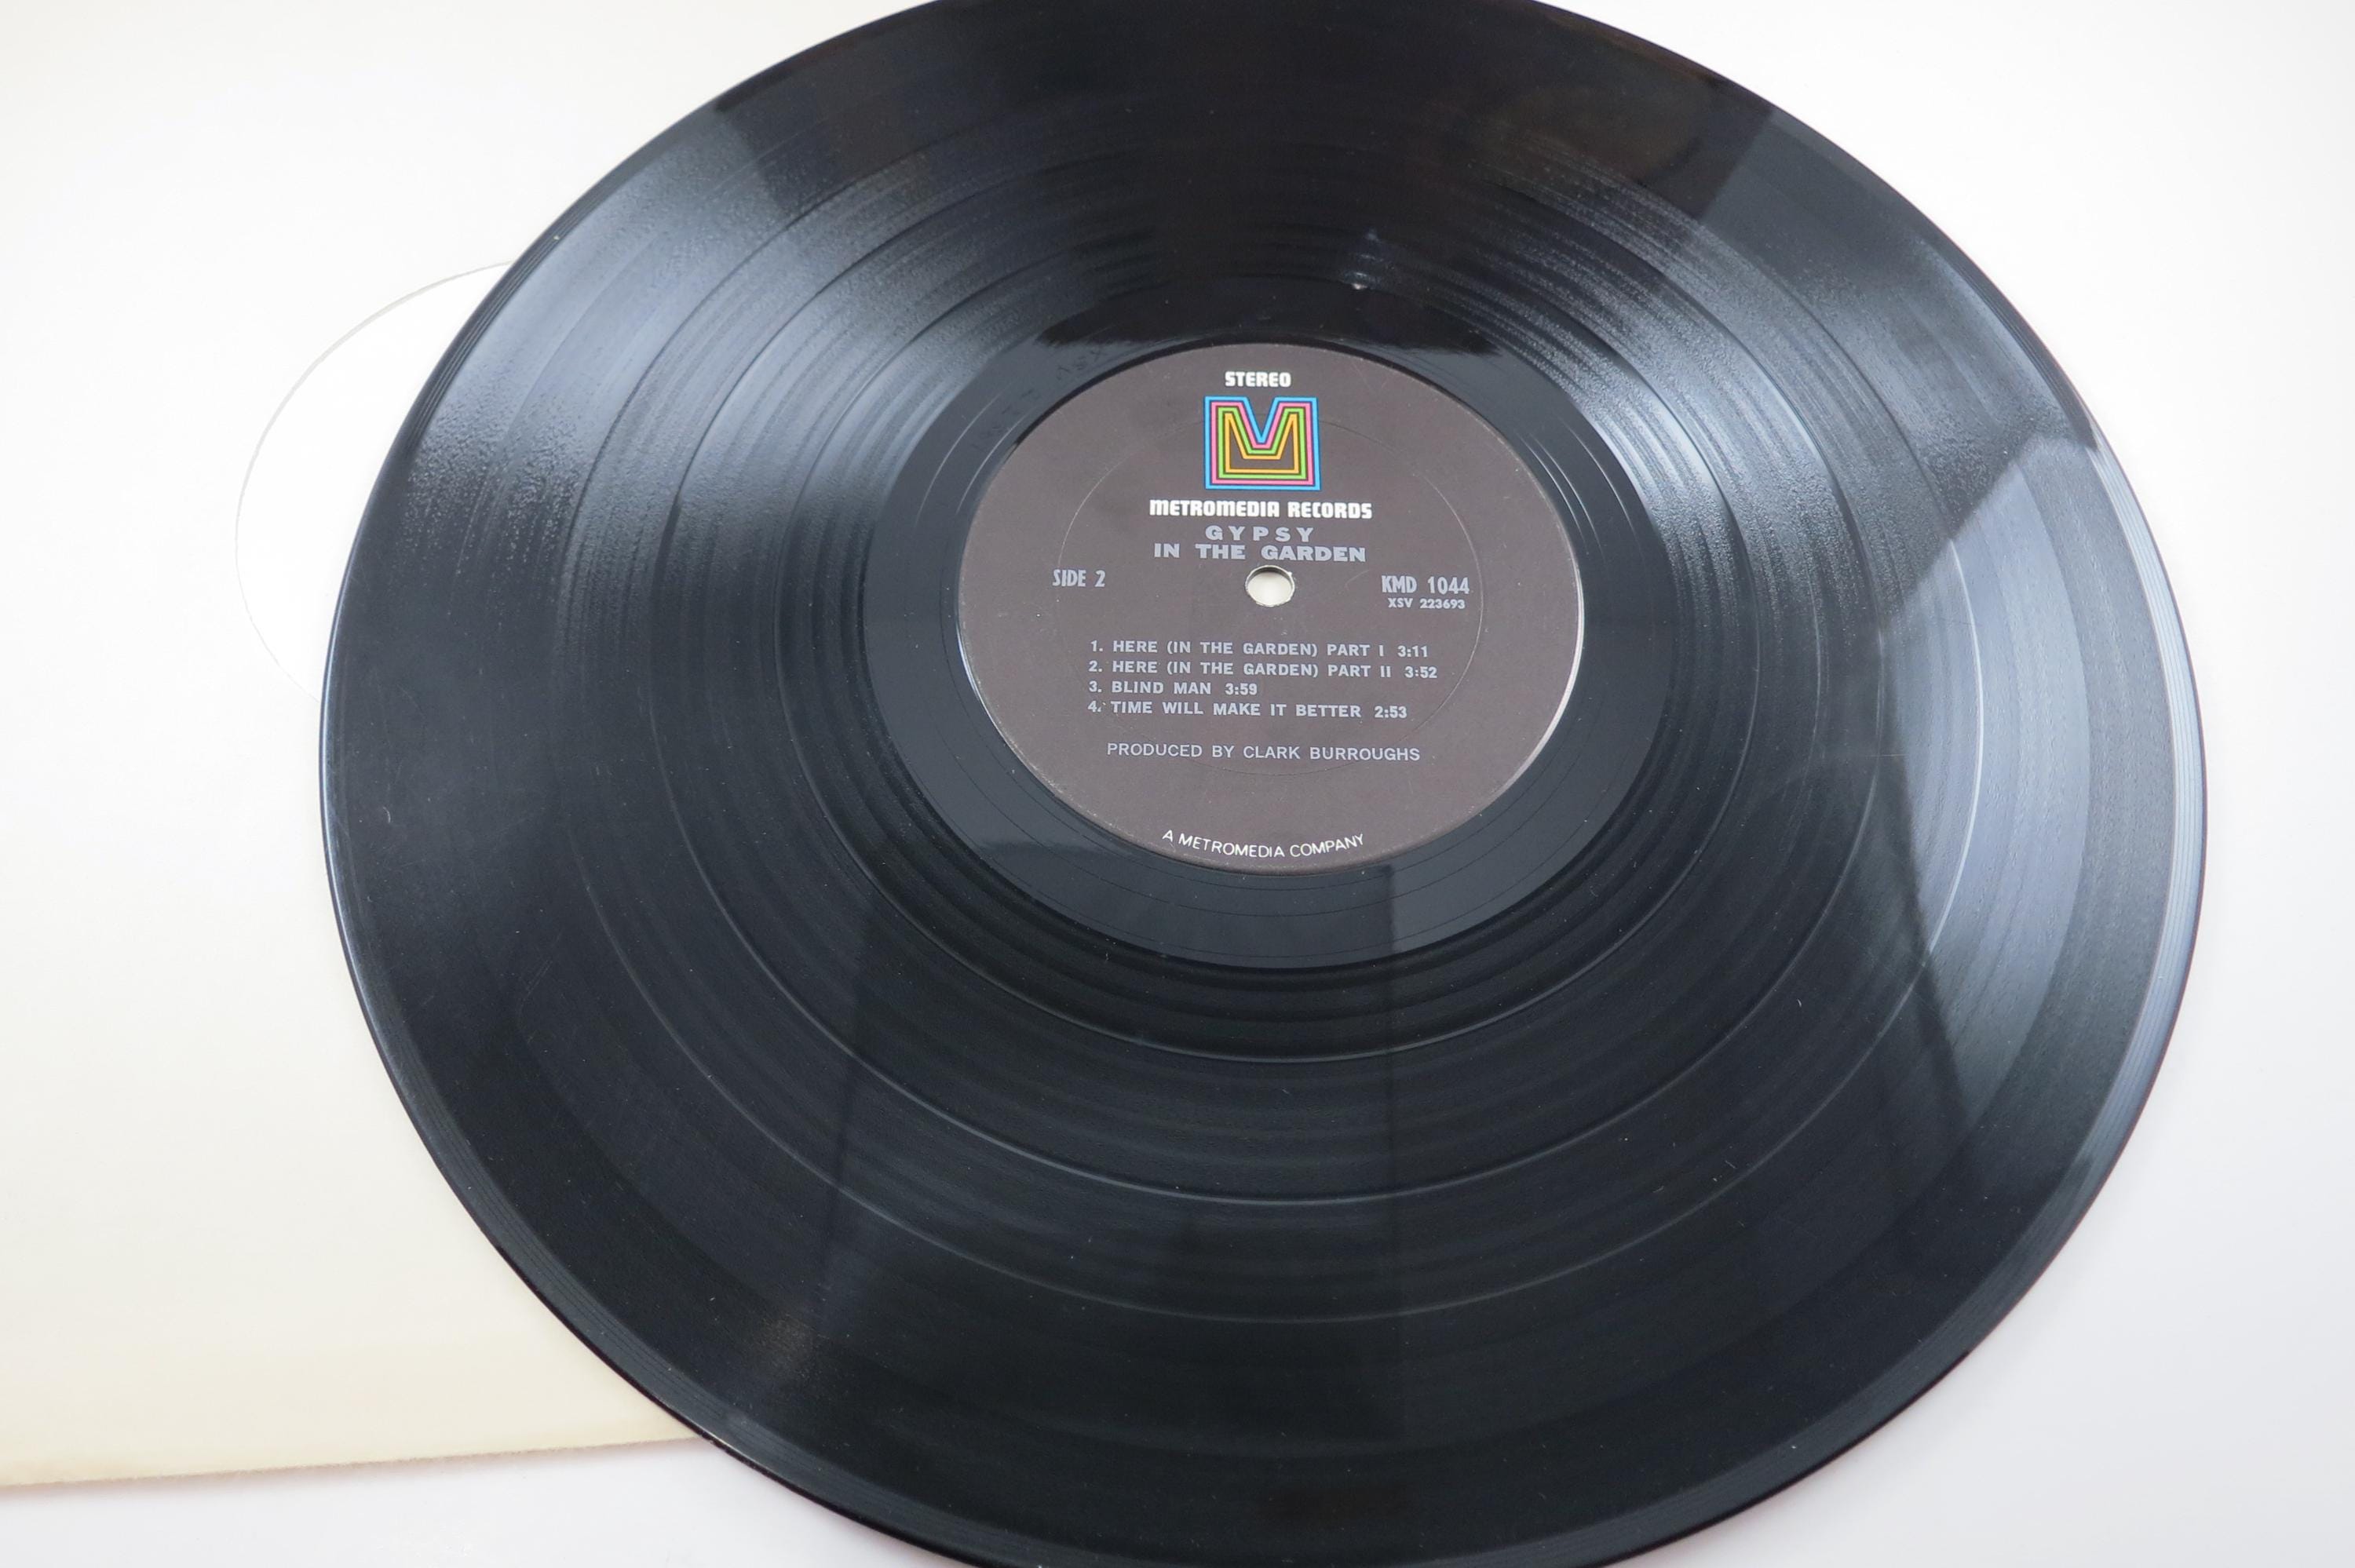 STEREO
METROMEDIA RECORDS
GYPSY
IN THE GARDEN
SIDE 2
KMD 1044
XSV 223693
1. HERE (IN THE GARDEN) PART I 3:11
2. HERE (IN THE GARDEN) PART II 3:52
3. BLIND MAN 3:59
4. TIME WILL MAKE IT BETTER 2:53
PRODUCED BY CLARK BURROUGHS
A METROMEDIA COMPANY